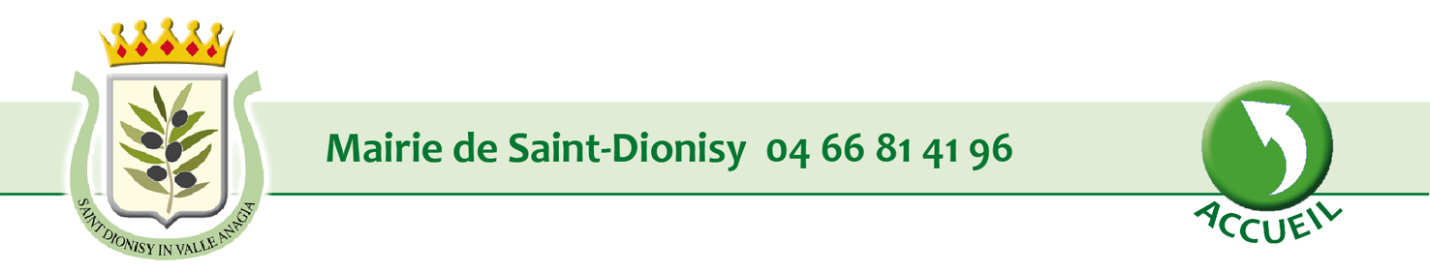 Mairie de Saint-Dionisy 04 66 81 41 96
SAINT DIONISY IN VALLE ANAGIA
ACCUEIL